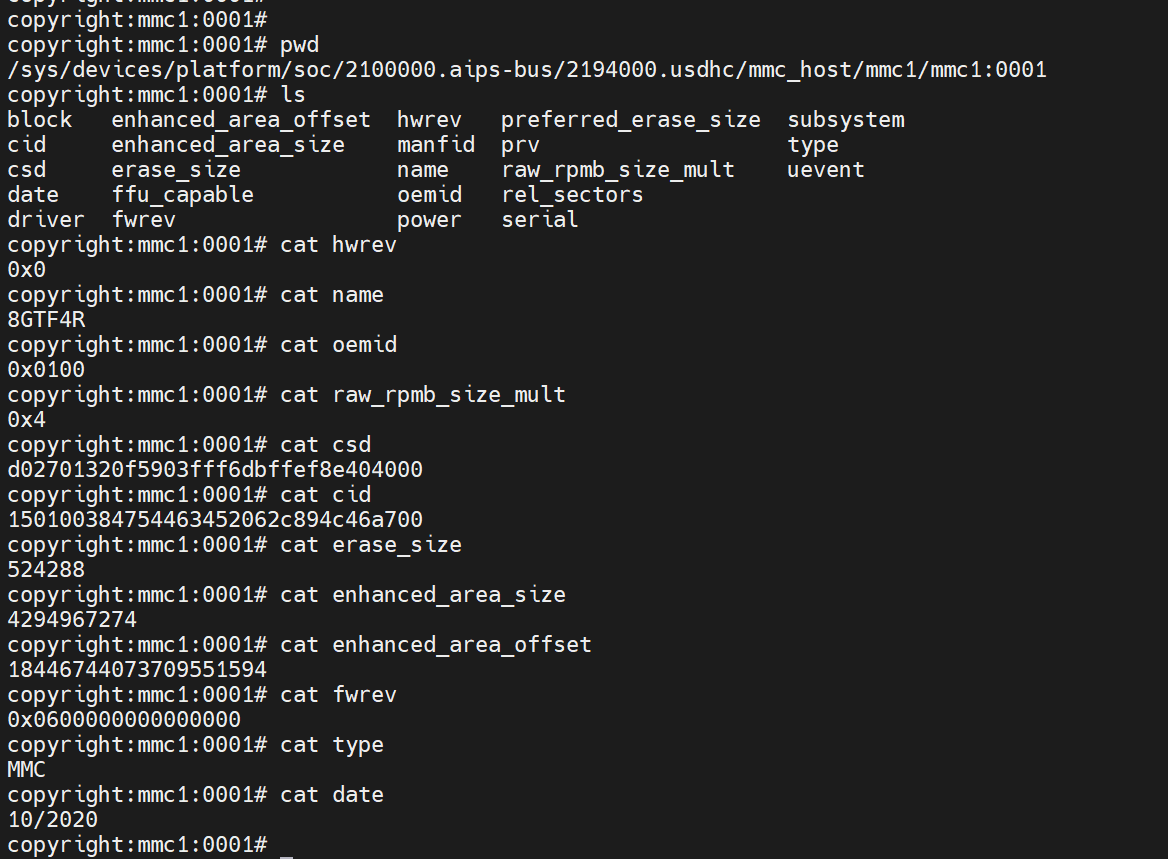 copyright:mmc1:0001#
copyright:mmc1:0001# pwd
/sys/devices/platform/soc/2100000.aips-bus/2194000.usdhc/mmc_host/mmc1/mmc1:0001
copyright:mmc1:0001# ls
block   enhanced_area_offset  hwrev   preferred_erase_size  subsystem
cid     enhanced_area_size    manfid  prv                   type
csd     erase_size            name    raw_rpmb_size_mult    uevent
date    ffu_capable           oemid   rel_sectors
driver  fwrev                 power   serial
copyright:mmc1:0001# cat hwrev
0x0
copyright:mmc1:0001# cat name
8GTF4R
copyright:mmc1:0001# cat oemid
0x0100
copyright:mmc1:0001# cat raw_rpmb_size_mult
0x4
copyright:mmc1:0001# cat csd
d02701320f5903fff6dbffef8e404000
copyright:mmc1:0001# cat cid
150100384754463452062c894c46a700
copyright:mmc1:0001# cat erase_size
524288
copyright:mmc1:0001# cat enhanced_area_size
4294967274
copyright:mmc1:0001# cat enhanced_area_offset
18446744073709551594
copyright:mmc1:0001# cat fwrev
0x0600000000000000
copyright:mmc1:0001# cat type
MMC
copyright:mmc1:0001# cat date
10/2020
copyright:mmc1:0001#